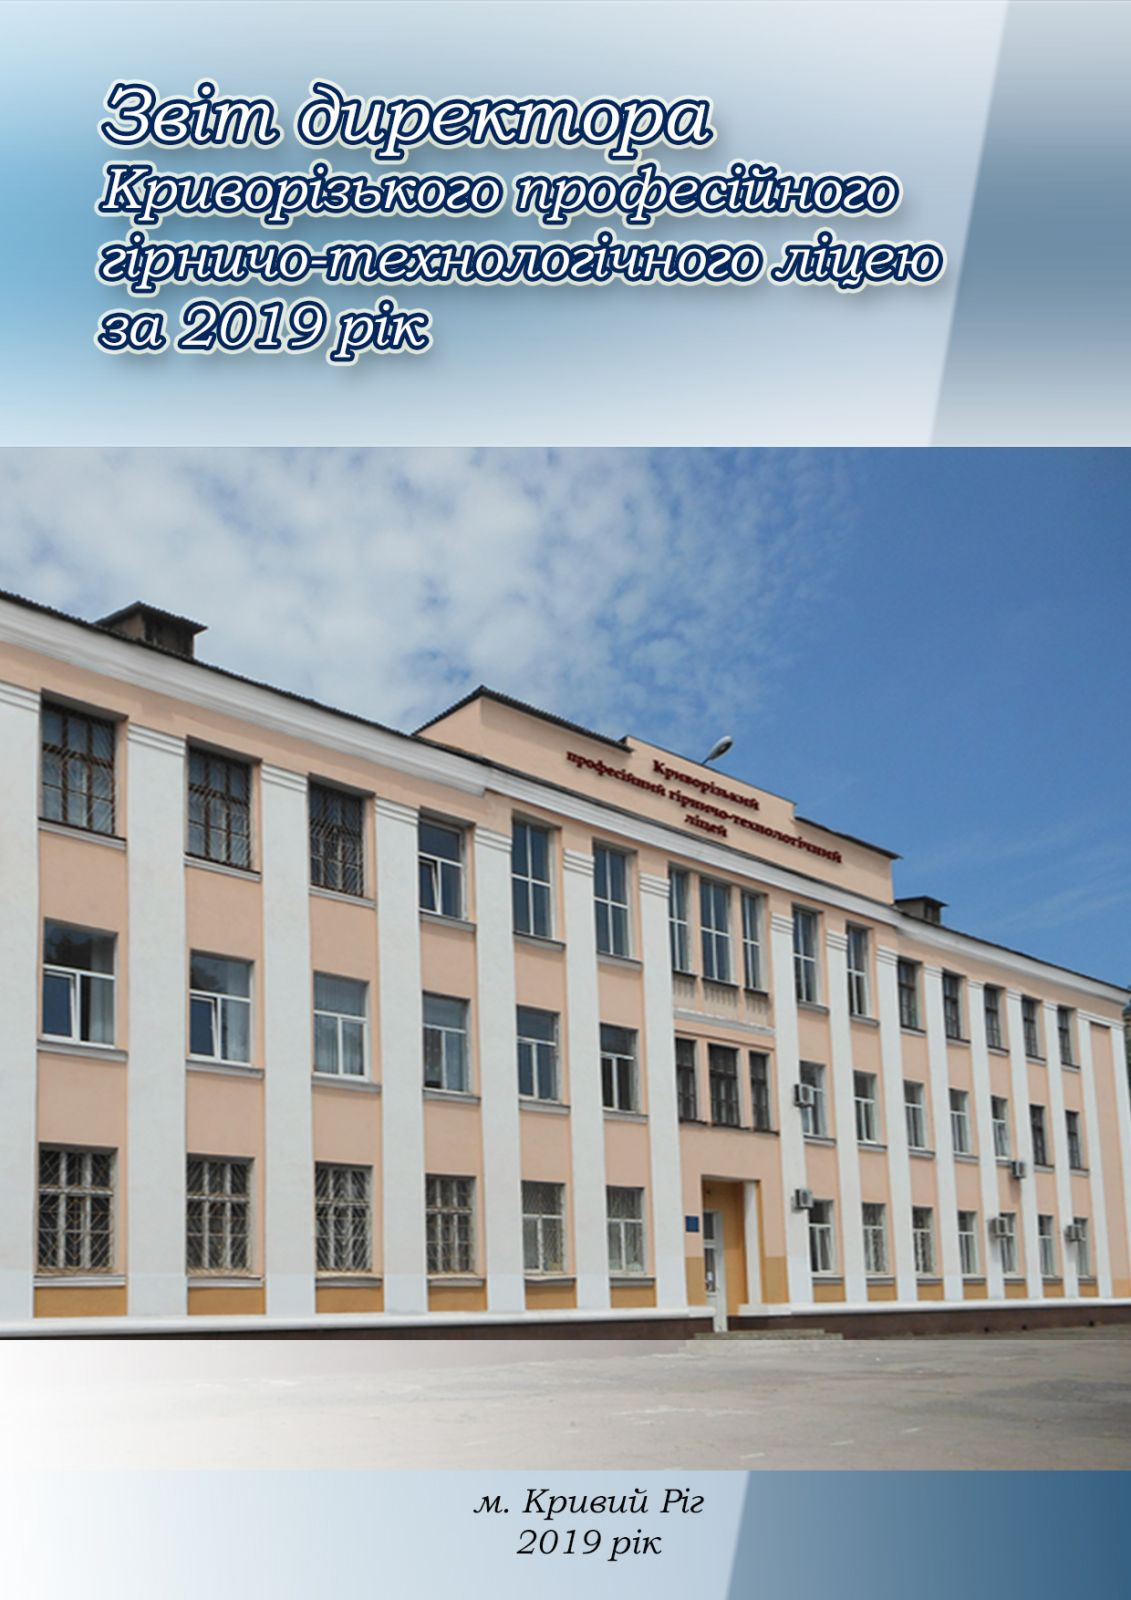 Звіт директора
Криворізького професійного
гірничо-технологічного ліцею
за 2019 рік
Криворізький
професійний гірничо-технологічний
ліцей
м. Кривий Ріг
2019 рік